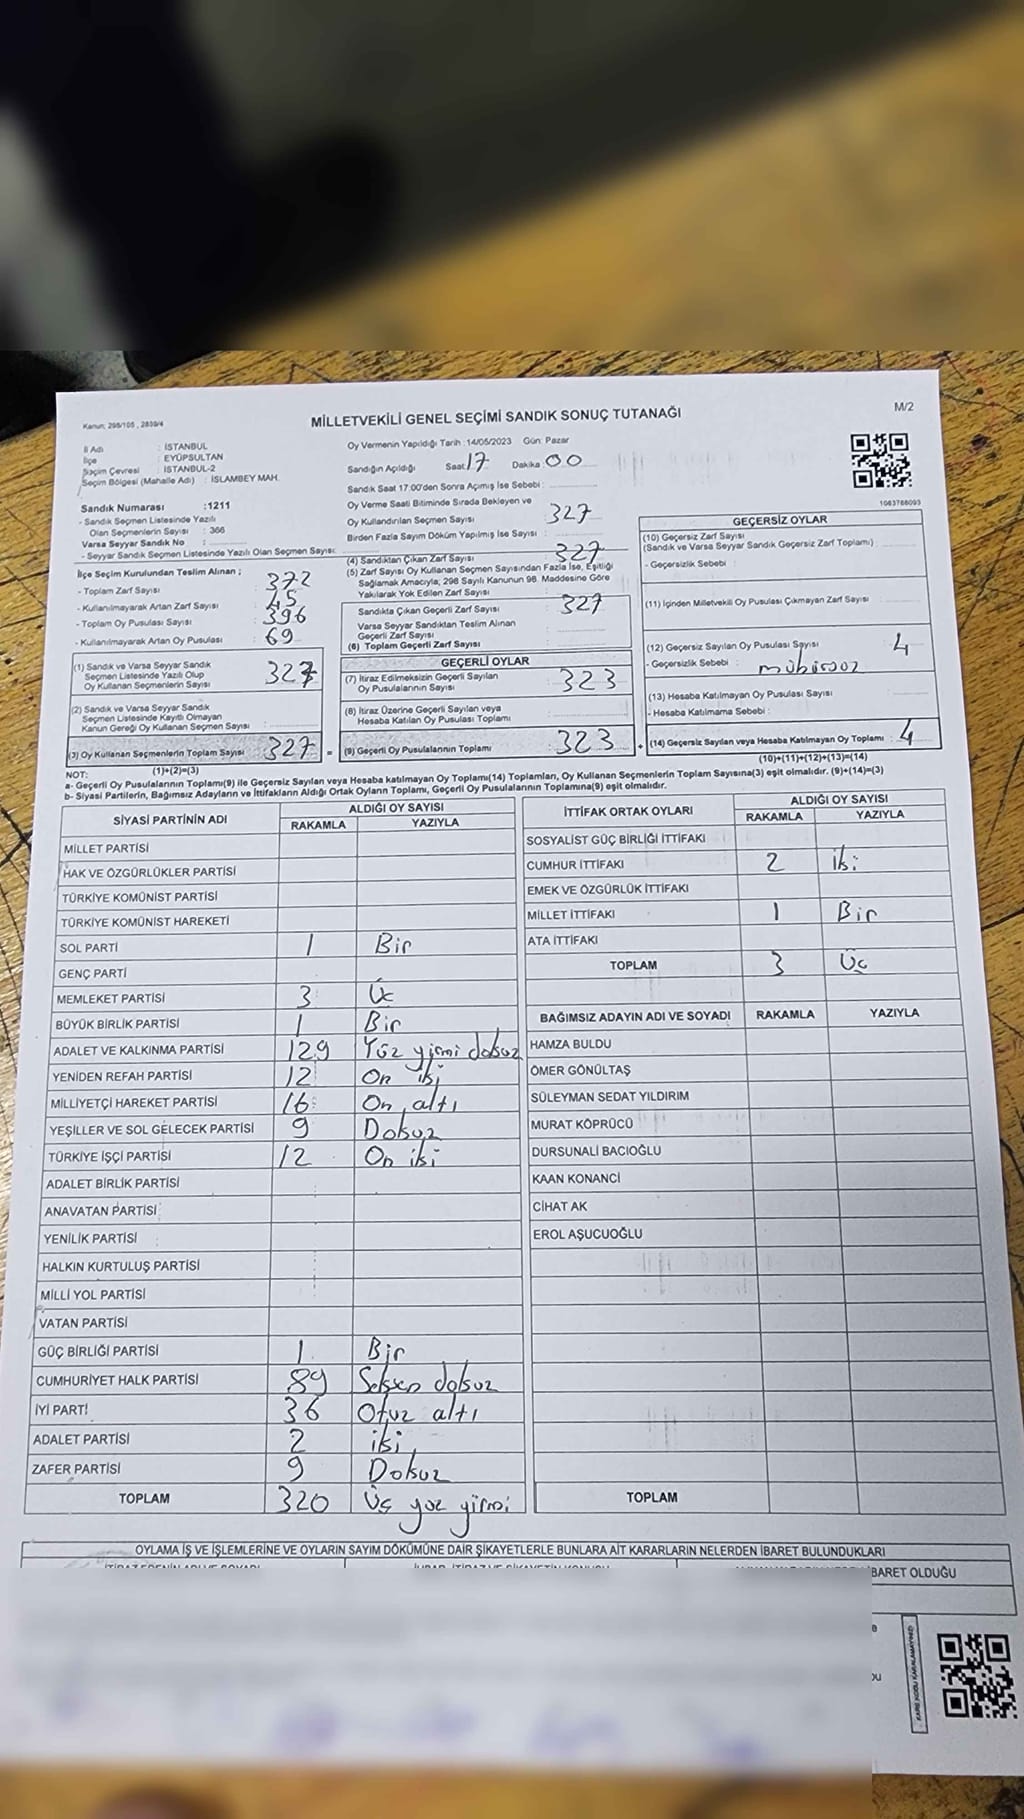 Kanun; 298/105 , 2839/4
MİLLETVEKİLİ GENEL SEÇİMİ SANDIK SONUÇ TUTANAĞI
M/2
İl Adı : İSTANBUL
İlçe : EYÜPSULTAN
Seçim Çevresi : İSTANBUL-2
Seçim Bölgesi (Mahalle Adı) : İSLAMBEY MAH.
Oy Vermenin Yapıldığı Tarih :14/05/2023 Gün: Pazar
Sandığın Açıldığı Saat: 17 Dakika: 00
Sandık Saat 17:00'den Sonra Açımış İse Sebebi :
Oy Verme Saati Bitiminde Sırada Bekleyen ve
Oy Kullandırılan Seçmen Sayısı 327
Birden Fazla Sayım Döküm Yapılmış İse Sayısı :
1063788093
Sandık Numarası :1211
- Sandık Seçmen Listesinde Yazılı
Olan Seçmenlerin Sayısı : 366
Varsa Seyyar Sandık No :
- Seyyar Sandık Seçmen Listesinde Yazılı Olan Seçmen Sayısı:
İlçe Seçim Kurulundan Teslim Alınan ;
- Toplam Zarf Sayısı : 372
- Kullanılmayarak Artan Zarf Sayısı : 45
- Toplam Oy Pusulası Sayısı : 396
- Kullanılmayarak Artan Oy Pusulası : 69
(1) Sandık ve Varsa Seyyar Sandık
Seçmen Listesinde Yazılı Olup
Oy Kullanan Seçmenlerin Sayısı 327
(2) Sandık ve Varsa Seyyar Sandık
Seçmen Listesinde Kayıtlı Olmayan
Kanun Gereği Oy Kullanan Seçmen Sayısı :
(3) Oy Kullanan Seçmenlerin Toplam Sayısı 327 =
(1)+(2)=(3)
(4) Sandıktan Çıkan Zarf Sayısı 327
(5) Zarf Sayısı Oy Kullanan Seçmen Sayısından Fazla İse, Eşitliği
Sağlamak Amacıyla; 298 Sayılı Kanunun 98. Maddesine Göre
Yakılarak Yok Edilen Zarf Sayısı
Sandıkta Çıkan Geçerli Zarf Sayısı 327
Varsa Seyyar Sandıktan Teslim Alınan
Geçerli Zarf Sayısı
(6) Toplam Geçerli Zarf Sayısı
GEÇERLİ OYLAR
(7) İtiraz Edilmeksizin Geçerli Sayılan
Oy Pusulalarının Sayısı 323
(8) İtiraz Üzerine Geçerli Sayılan veya
Hesaba Katılan Oy Pusulası Toplamı
(9) Geçerli Oy Pusulalarının Toplamı 323 +
GEÇERSİZ OYLAR
(10) Geçersiz Zarf Sayısı
(Sandık ve Varsa Seyyar Sandık Geçersiz Zarf Toplamı) :
- Geçersizlik Sebebi :
(11) İçinden Milletvekili Oy Pusulası Çıkmayan Zarf Sayısı :
(12) Geçersiz Sayılan Oy Pusulası Sayısı : 4
- Geçersizlik Sebebi :
(13) Hesaba Katılmayan Oy Pusulası Sayısı :
- Hesaba Katılmama Sebebi :
(14) Geçersiz Sayılan veya Hesaba Katılmayan Oy Toplamı : 4
(10)+(11)+(12)+(13)=(14)
NOT:
a- Geçerli Oy Pusulalarının Toplamı(9) ile Geçersiz Sayılan veya Hesaba katılmayan Oy Toplamı(14) Toplamları, Oy Kullanan Seçmenlerin Toplam Sayısına(3) eşit olmalıdır. (9)+(14)=(3)
b- Siyasi Partilerin, Bağımsız Adayların ve İttifakların Aldığı Ortak Oyların Toplamı, Geçerli Oy Pusulalarının Toplamına(9) eşit olmalıdır.
SİYASİ PARTİNİN ADI ALDIĞI OY SAYISI
RAKAMLA YAZIYLA
MİLLET PARTİSİ
HAK VE ÖZGÜRLÜKLER PARTİSİ
TÜRKİYE KOMÜNİST PARTİSİ
TÜRKİYE KOMÜNİST HAREKETİ
SOL PARTİ 1 Bir
GENÇ PARTİ
MEMLEKET PARTİSİ 3 Üç
BÜYÜK BİRLİK PARTİSİ 1 Bir
ADALET VE KALKINMA PARTİSİ 129 Yüz yirmi dokuz
YENİDEN REFAH PARTİSİ 12 On iki
MİLLİYETÇİ HAREKET PARTİSİ 16 On altı
YEŞİLLER VE SOL GELECEK PARTİSİ 9 Dokuz
TÜRKİYE İŞÇİ PARTİSİ 12 On iki
ADALET BİRLİK PARTİSİ
ANAVATAN PARTİSİ
YENİLİK PARTİSİ
HALKIN KURTULUŞ PARTİSİ
MİLLİ YOL PARTİSİ
VATAN PARTİSİ
GÜÇ BİRLİĞİ PARTİSİ 1 Bir
CUMHURİYET HALK PARTİSİ 89 Seksen dokuz
İYİ PARTİ 36 Otuz altı
ADALET PARTİSİ 2 iki
ZAFER PARTİSİ 9 Dokuz
TOPLAM 320 Üç yüz yirmi
İTTİFAK ORTAK OYLARI ALDIĞI OY SAYISI
RAKAMLA YAZIYLA
SOSYALİST GÜÇ BİRLİĞİ İTTİFAKI
CUMHUR İTTİFAKI 2 iki
EMEK VE ÖZGÜRLÜK İTTİFAKI
MİLLET İTTİFAKI 1 Bir
ATA İTTİFAKI
TOPLAM 3 Üç
BAĞIMSIZ ADAYIN ADI VE SOYADI RAKAMLA YAZIYLA
HAMZA BULDU
ÖMER GÖNÜLTAŞ
SÜLEYMAN SEDAT YILDIRIM
MURAT KÖPRÜCÜ
DURSUNALİ BACIOĞLU
KAAN KONANCİ
CİHAT AK
EROL AŞUCUOĞLU
TOPLAM
OYLAMA İŞ VE İŞLEMLERİNE VE OYLARIN SAYIM DÖKÜMÜNE DAİR ŞİKAYETLERLE BUNLARA AİT KARARLARIN NELERDEN İBARET BULUNDUKLARI
BARET OLDUĞU